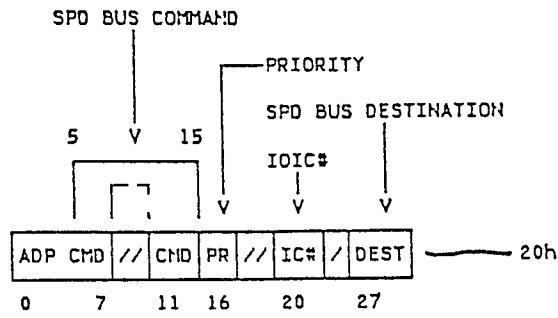 SPD BUS COMMAND
PRIORITY
SPD BUS DESTINATION
5 V 15
IOIC#
V
V V V
ADP CMD // CMD PR // IC# / DEST 20h
0 7 11 16 20 27